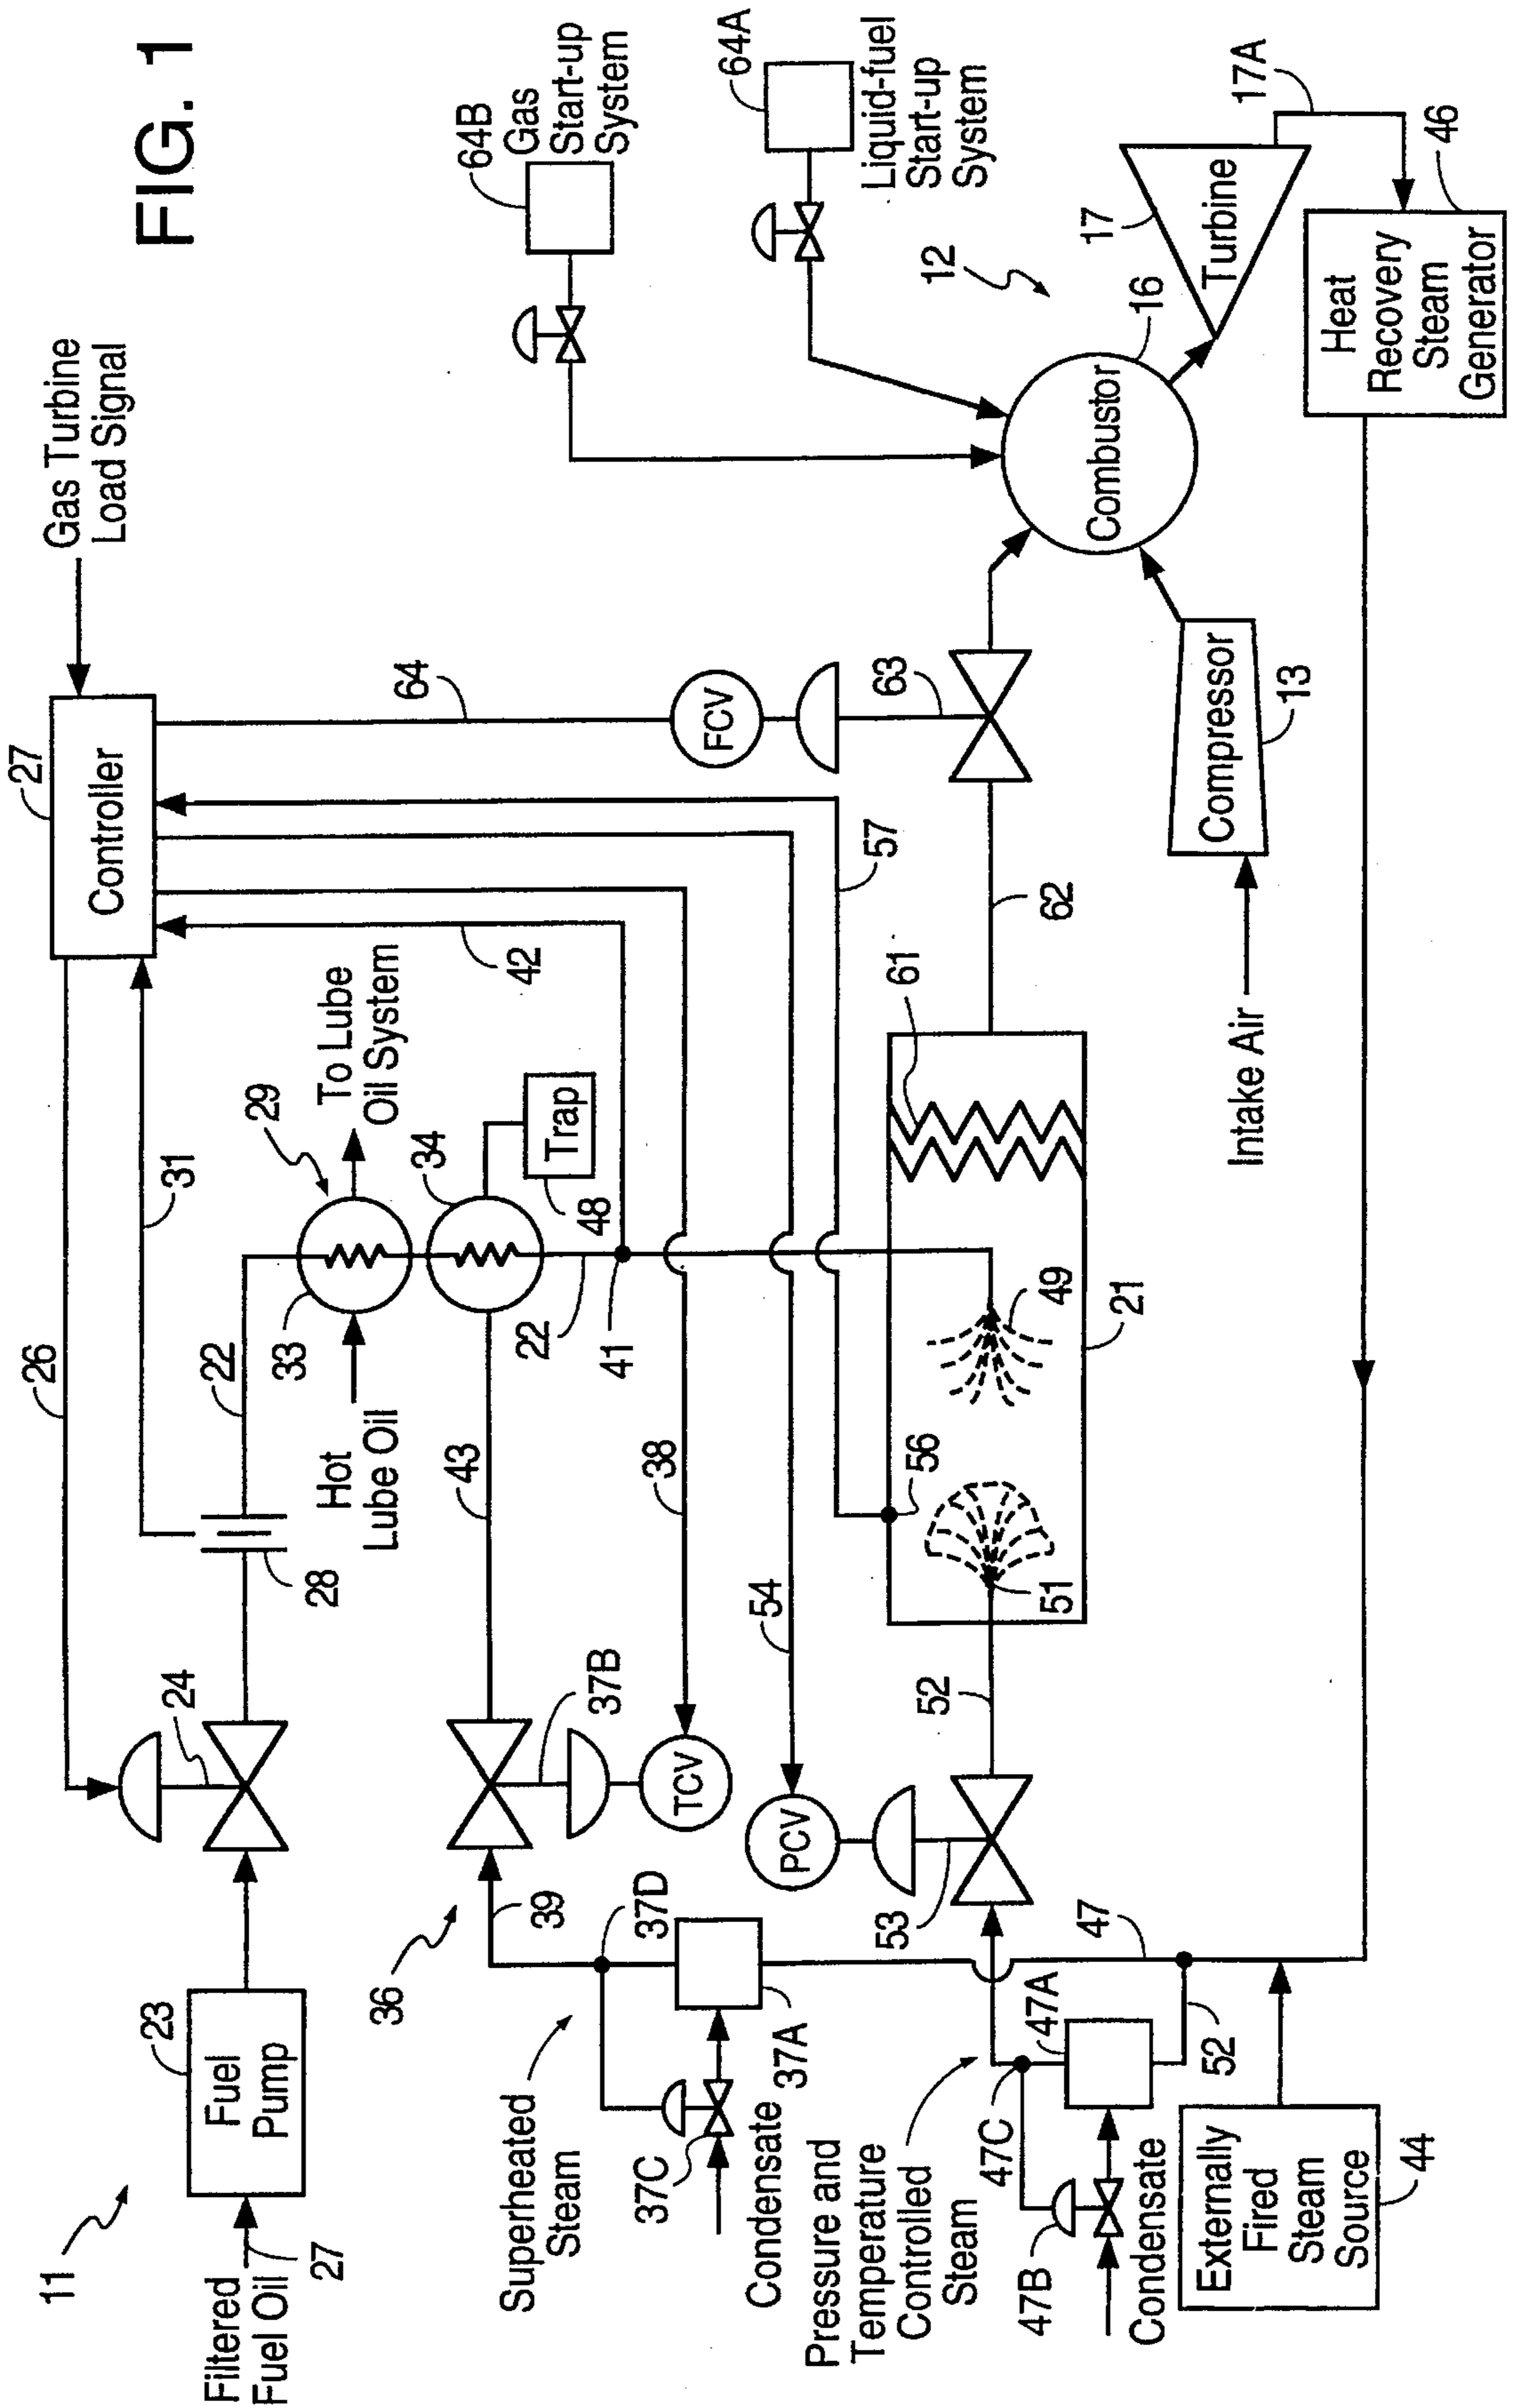 FIG. 1
11
Filtered
Fuel Oil
27
23
Fuel
Pump
24
26
28
22
31
Hot
Lube Oil
33
29
To Lube
Oil System
27
Controller
Gas Turbine
Load Signal
36
Superheated
Steam
39
37D
37C
Condensate
37A
37B
TCV
43
34
Trap
48
22
41
42
38
64
FCV
63
64B
Gas
Start-up
System
64A
Liquid-fuel
Start-up
System
Pressure and
Temperature
Controlled
Steam
47C
47A
47B
Condensate
52
47
53
PCV
54
52
51
56
49
21
61
57
62
12
16
Combustor
17
Turbine
17A
Intake Air
Compressor
13
Externally
Fired
Steam
Source
44
Heat
Recovery
Steam
Generator
46